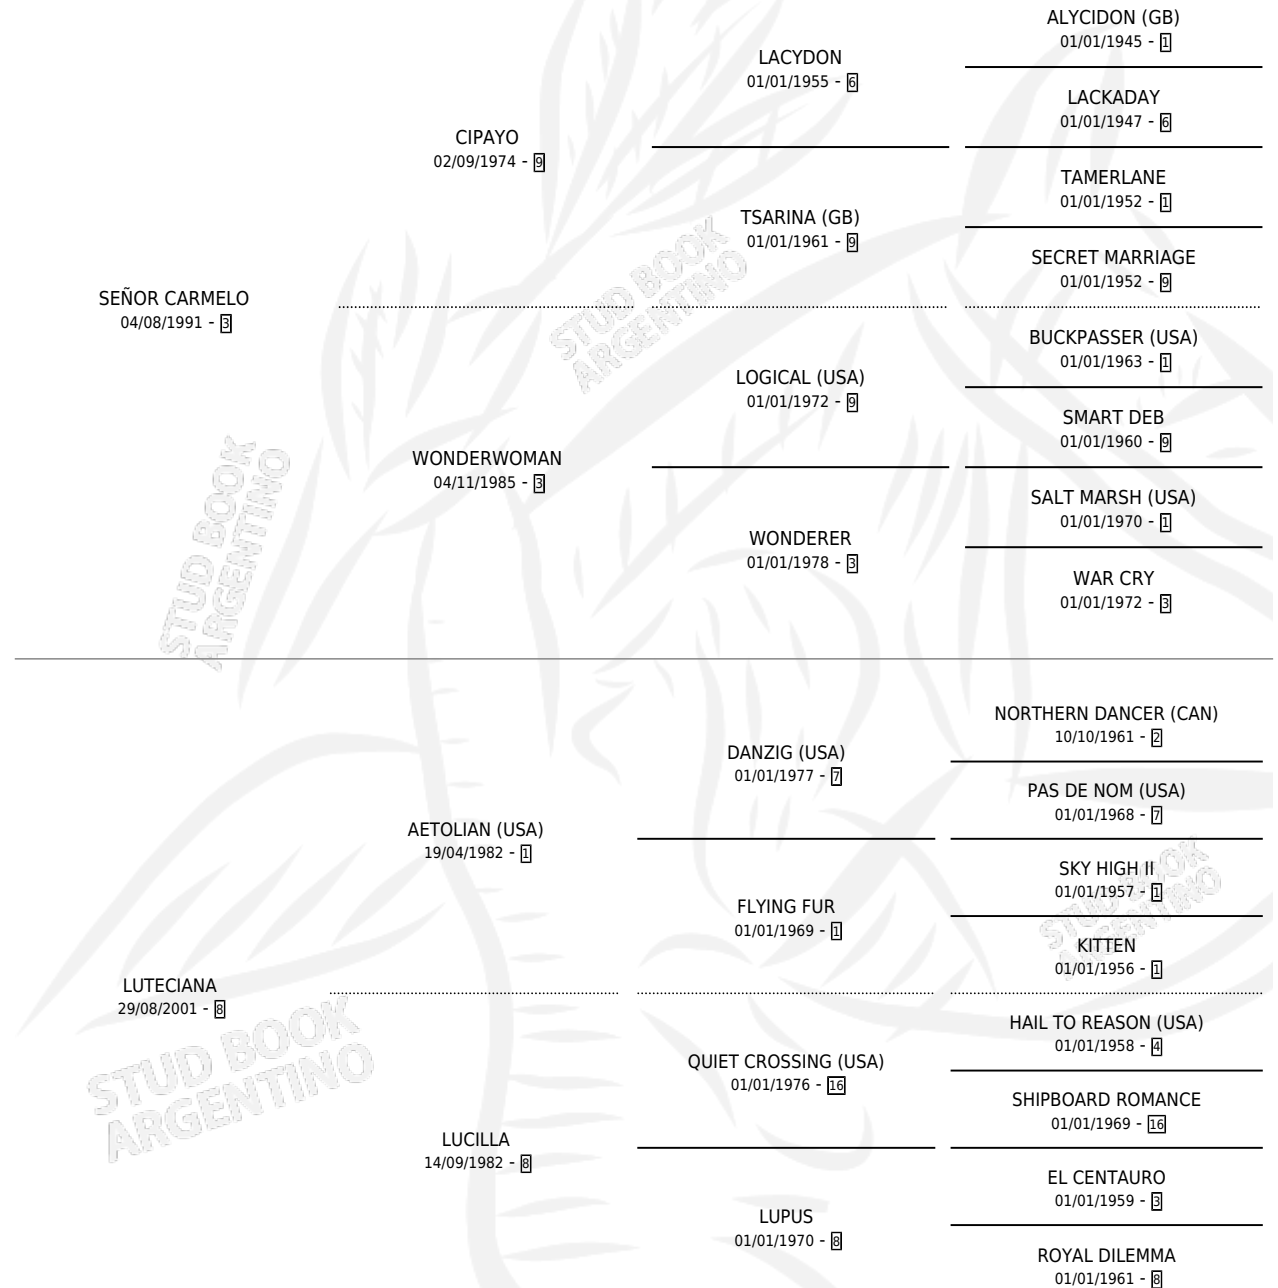 ALYCIDON (GB)
01/01/1945 - 1
LACYDON
01/01/1955 - 6
LACKADAY
01/01/1947 - 6
CIPAYO
02/09/1974 - 9
TAMERLANE
01/01/1952 - 1
TSARINA (GB)
01/01/1961 - 9
SECRET MARRIAGE
01/01/1952 - 9
SEÑOR CARMELO
04/08/1991 - 3
BUCKPASSER (USA)
01/01/1963 - 1
LOGICAL (USA)
01/01/1972 - 9
SMART DEB
01/01/1960 - 9
WONDERWOMAN
04/11/1985 - 3
SALT MARSH (USA)
01/01/1970 - 1
WONDERER
01/01/1978 - 3
WAR CRY
01/01/1972 - 3
STUD BOOK
ARGENTINO
STUD BOOK
ARGENTINO
NORTHERN DANCER (CAN)
10/10/1961 - 2
DANZIG (USA)
01/01/1977 - 7
PAS DE NOM (USA)
01/01/1968 - 7
AETOLIAN (USA)
19/04/1982 - 1
SKY HIGH II
01/01/1957 - 1
FLYING FUR
01/01/1969 - 1
KITTEN
01/01/1956 - 1
STUD BOOK
ARGENTINO
LUTECIANA
29/08/2001 - 8
HAIL TO REASON (USA)
01/01/1958 - 4
QUIET CROSSING (USA)
01/01/1976 - 16
SHIPBOARD ROMANCE
01/01/1969 - 16
LUCILLA
14/09/1982 - 8
EL CENTAURO
01/01/1959 - 3
LUPUS
01/01/1970 - 8
ROYAL DILEMMA
01/01/1961 - 8
STUD BOOK
ARGENTINO